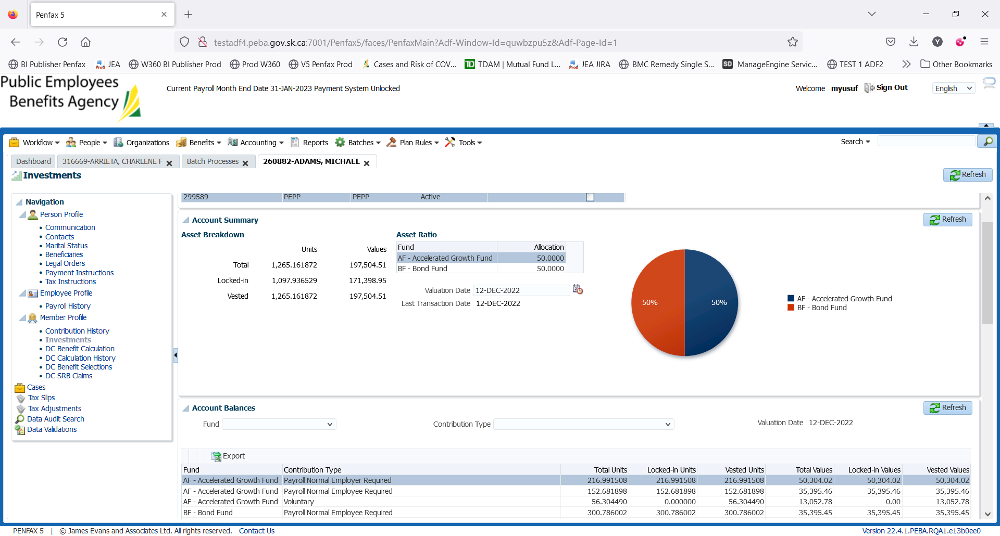 Penfax 5
testadf4.peba.gov.sk.ca:7001/Penfax5/faces/PenfaxMain?Adf-Window-Id=quwbzpu5z&Adf-Page-Id=1
Y
BI Publisher Penfax JEA W360 BI Publisher Prod Prod W360 V5 Penfax Prod Cases and Risk of COV... TDAM | Mutual Fund L... JEA JIRA BMC Remedy Single S... ManageEngine Servic... TEST 1 ADF2 Other Bookmarks
Public Employees
Benefits Agency
Current Payroll Month End Date 31-JAN-2023 Payment System Unlocked
Welcome myusuf Sign Out English
Workflow People Organizations Benefits Accounting Reports Batches Plan Rules Tools Search
Dashboard 316669-ARRIETA, CHARLENE F Batch Processes 260882-ADAMS, MICHAEL
Investments Refresh
Navigation
Person Profile
Communication
Contacts
Marital Status
Beneficiaries
Legal Orders
Payment Instructions
Tax Instructions
Employee Profile
Payroll History
Member Profile
Contribution History
Investments
DC Benefit Calculation
DC Calculation History
DC Benefit Selections
DC SRB Claims
Cases
Tax Slips
Tax Adjustments
Data Audit Search
Data Validations
299589 PEPP PEPP Active
Account Summary Refresh
Asset Breakdown
Units Values
Total 1,265.161872 197,504.51
Locked-in 1,097.936529 171,398.95
Vested 1,265.161872 197,504.51
Asset Ratio
Fund Allocation
AF - Accelerated Growth Fund 50.0000
BF - Bond Fund 50.0000
Valuation Date 12-DEC-2022
Last Transaction Date 12-DEC-2022
50% 50%
AF - Accelerated Growth Fund
BF - Bond Fund
Account Balances Refresh
Fund Contribution Type Valuation Date 12-DEC-2022
Export
Fund Contribution Type Total Units Locked-in Units Vested Units Total Values Locked-in Values Vested Values
AF - Accelerated Growth Fund Payroll Normal Employer Required 216.991508 216.991508 216.991508 50,304.02 50,304.02 50,304.02
AF - Accelerated Growth Fund Payroll Normal Employee Required 152.681898 152.681898 152.681898 35,395.46 35,395.46 35,395.46
AF - Accelerated Growth Fund Voluntary 56.304490 0.000000 56.304490 13,052.78 0.00 13,052.78
BF - Bond Fund Payroll Normal Employee Required 300.786002 300.786002 300.786002 35,395.45 35,395.45 35,395.45
PENFAX 5 | © James Evans and Associates Ltd. All rights reserved. Contact Us Version 22.4.1.PEBA.RQA1.e13b0ee0